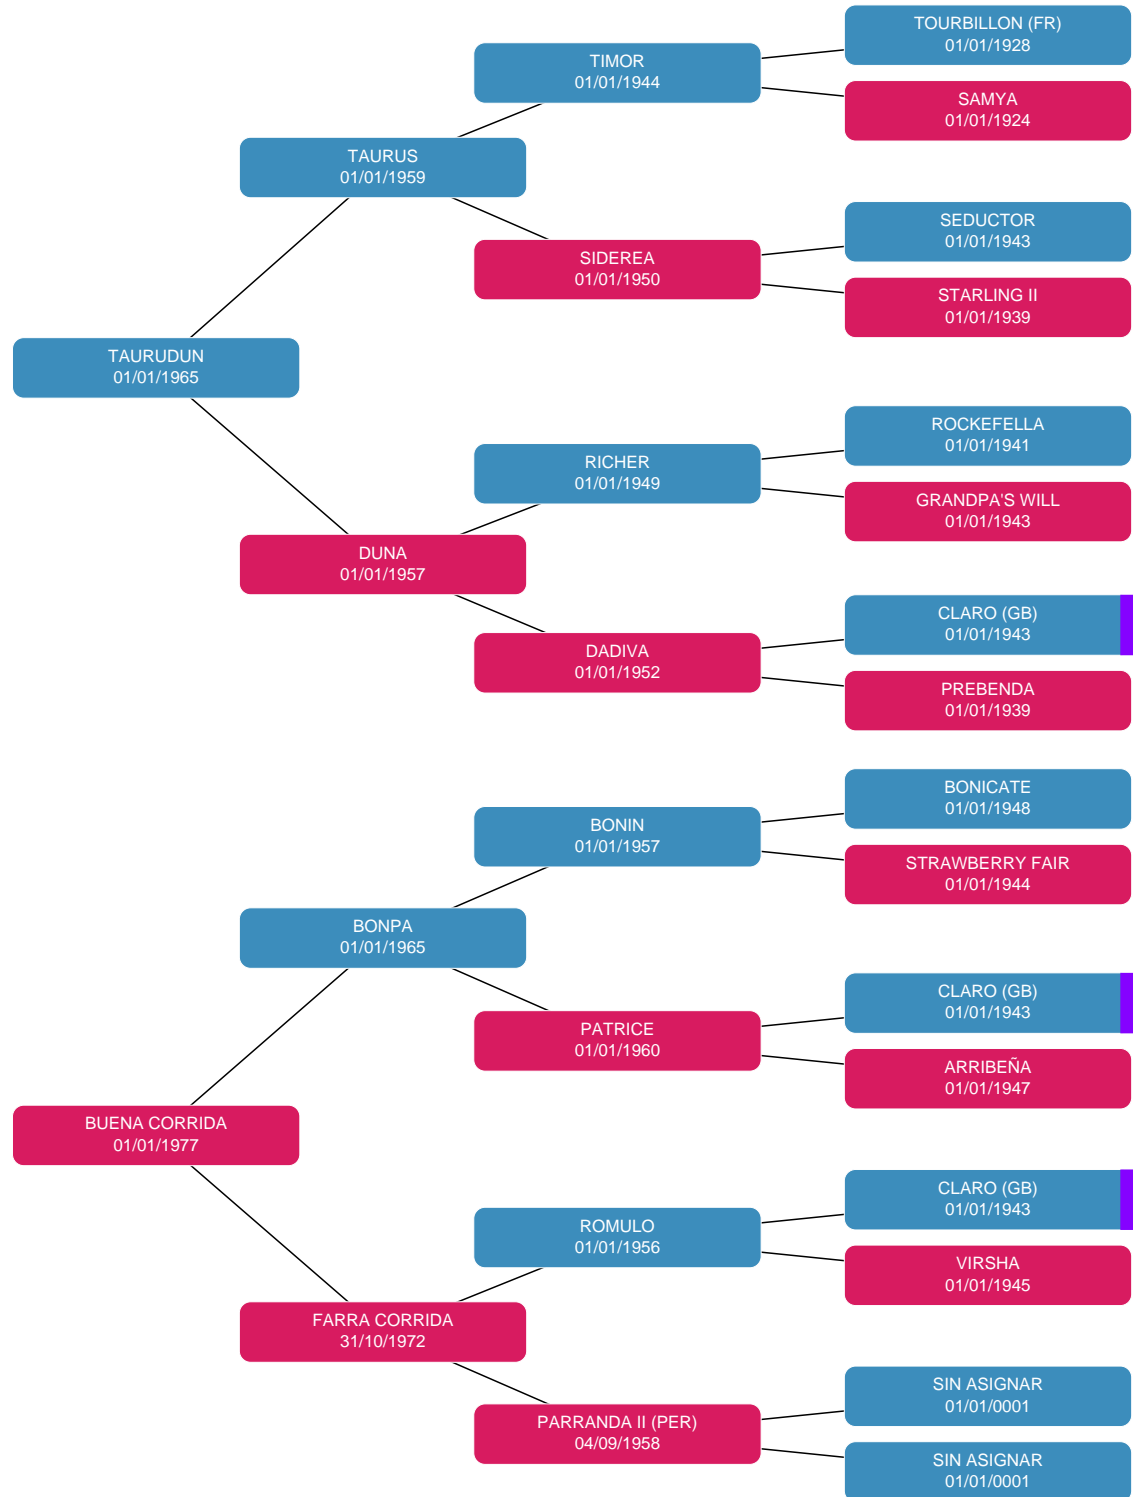 TOURBILLON (FR)
01/01/1928
TIMOR
01/01/1944
SAMYA
01/01/1924
TAURUS
01/01/1959
SEDUCTOR
01/01/1943
SIDEREA
01/01/1950
STARLING II
01/01/1939
TAURUDUN
01/01/1965
ROCKEFELLA
01/01/1941
RICHER
01/01/1949
GRANDPA'S WILL
01/01/1943
DUNA
01/01/1957
CLARO (GB)
01/01/1943
DADIVA
01/01/1952
PREBENDA
01/01/1939
BONICATE
01/01/1948
BONIN
01/01/1957
STRAWBERRY FAIR
01/01/1944
BONPA
01/01/1965
CLARO (GB)
01/01/1943
PATRICE
01/01/1960
ARRIBEÑA
01/01/1947
BUENA CORRIDA
01/01/1977
CLARO (GB)
01/01/1943
ROMULO
01/01/1956
VIRSHA
01/01/1945
FARRA CORRIDA
31/10/1972
SIN ASIGNAR
01/01/0001
PARRANDA II (PER)
04/09/1958
SIN ASIGNAR
01/01/0001